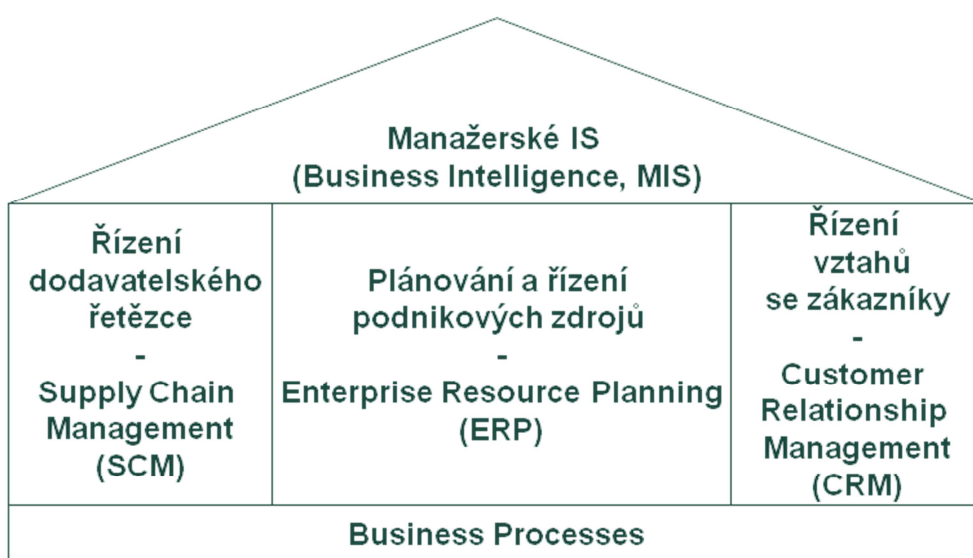 Manažerské IS
(Business Intelligence, MIS)
Řízení
dodavatelského
řetězce
-
Supply Chain
Management
(SCM)
Plánování a řízení
podnikových zdrojů
-
Enterprise Resource Planning
(ERP)
Řízení
vztahů
se zákazníky
-
Customer
Relationship
Management
(CRM)
Business Processes